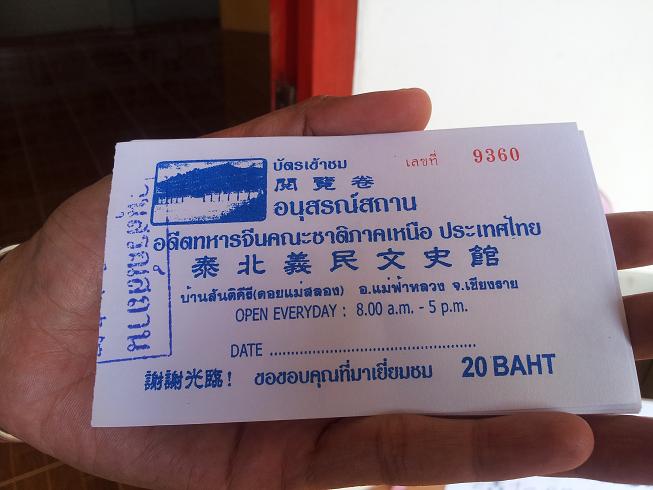 บัตรเข้าชม
เลขที่ 9360
閱覽卷
อนุสรณ์สถาน
อดีตทหารจีนคณะชาติภาคเหนือ ประเทศไทย
泰北義民文史館
บ้านสันติคีรี(ดอยแม่สลอง) อ.แม่ฟ้าหลวง จ.เชียงราย
OPEN EVERYDAY : 8.00 a.m. - 5 p.m.
DATE ................................................
謝謝光臨! ขอขอบคุณที่มาเยี่ยมชม 20 BAHT